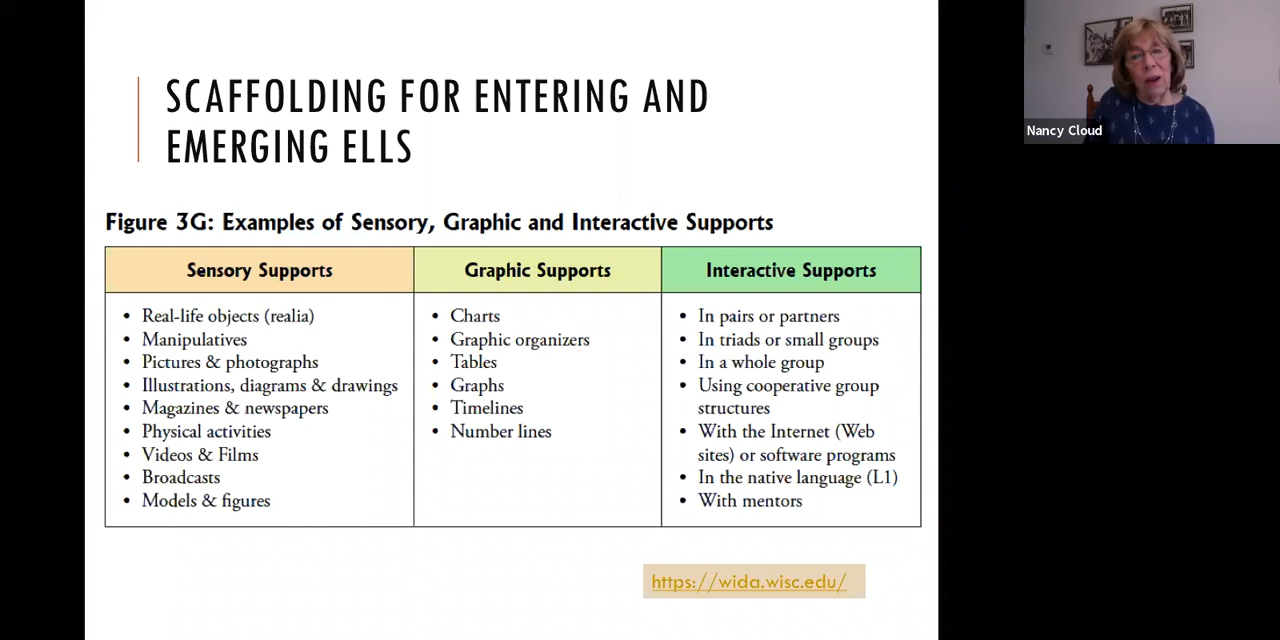 SCAFFOLDING FOR ENTERING AND
EMERGING ELLS
Nancy Cloud
Figure 3G: Examples of Sensory, Graphic and Interactive Supports
Sensory Supports
• Real-life objects (realia)
• Manipulatives
• Pictures & photographs
• Illustrations, diagrams & drawings
• Magazines & newspapers
• Physical activities
• Videos & Films
• Broadcasts
• Models & figures
Graphic Supports
• Charts
• Graphic organizers
• Tables
• Graphs
• Timelines
• Number lines
Interactive Supports
• In pairs or partners
• In triads or small groups
• In a whole group
• Using cooperative group
structures
• With the Internet (Web
sites) or software programs
• In the native language (L1)
• With mentors
https://wida.wisc.edu/